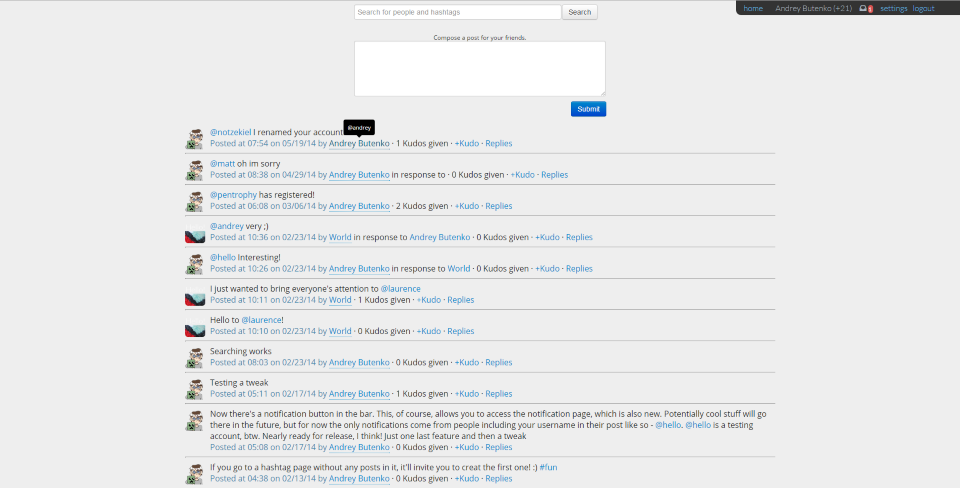 Search for people and hashtags
Search
home Andrey Butenko (+21) settings logout
Compose a post for your friends.
Submit
@andrey
@notzekiel I renamed your account
Posted at 07:54 on 05/19/14 by Andrey Butenko · 1 Kudos given · +Kudo · Replies
@matt oh im sorry
Posted at 08:38 on 04/29/14 by Andrey Butenko in response to · 0 Kudos given · +Kudo · Replies
@pentrophy has registered!
Posted at 06:08 on 03/06/14 by Andrey Butenko · 2 Kudos given · +Kudo · Replies
@andrey very ;)
Posted at 10:36 on 02/23/14 by World in response to Andrey Butenko · 0 Kudos given · +Kudo · Replies
@hello Interesting!
Posted at 10:26 on 02/23/14 by Andrey Butenko in response to World · 0 Kudos given · +Kudo · Replies
I just wanted to bring everyone's attention to @laurence
Posted at 10:11 on 02/23/14 by World · 1 Kudos given · +Kudo · Replies
Hello to @laurence!
Posted at 10:10 on 02/23/14 by World · 0 Kudos given · +Kudo · Replies
Searching works
Posted at 08:03 on 02/23/14 by Andrey Butenko · 0 Kudos given · +Kudo · Replies
Testing a tweak
Posted at 05:11 on 02/17/14 by Andrey Butenko · 1 Kudos given · +Kudo · Replies
Now there's a notification button in the bar. This, of course, allows you to access the notification page, which is also new. Potentially cool stuff will go
there in the future, but for now the only notifications come from people including your username in their post like so - @hello. @hello is a testing
account, btw. Nearly ready for release, I think! Just one last feature and then a tweak
Posted at 05:08 on 02/17/14 by Andrey Butenko · 0 Kudos given · +Kudo · Replies
If you go to a hashtag page without any posts in it, it'll invite you to creat the first one! :) #fun
Posted at 04:38 on 02/13/14 by Andrey Butenko · 0 Kudos given · +Kudo · Replies